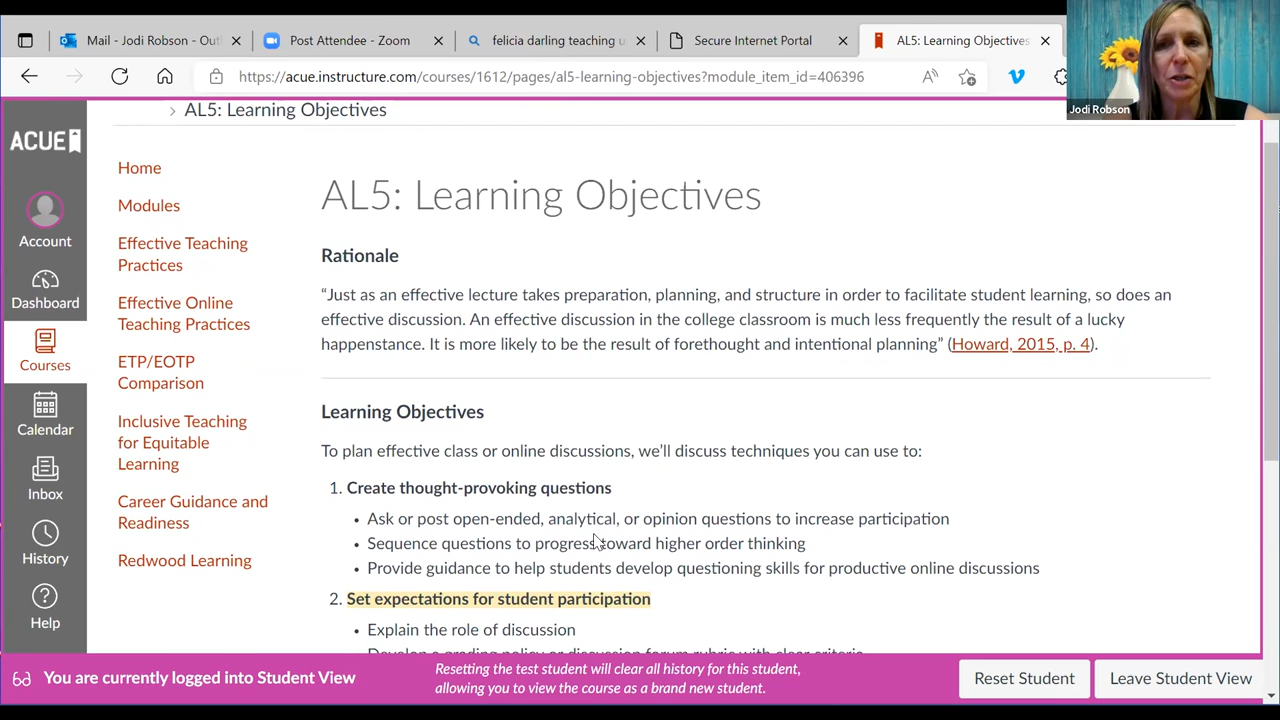 Mail - Jodi Robson - Out
Post Attendee - Zoom
felicia darling teaching u
Secure Internet Portal
AL5: Learning Objectives
https://acue.instructure.com/courses/1612/pages/al5-learning-objectives?module_item_id=406396
Jodi Robson
ACUE
Account
Dashboard
Courses
Calendar
Inbox
History
Help
> AL5: Learning Objectives
Home
Modules
Effective Teaching
Practices
Effective Online
Teaching Practices
ETP/EOTP
Comparison
Inclusive Teaching
for Equitable
Learning
Career Guidance and
Readiness
Redwood Learning
AL5: Learning Objectives
Rationale
“Just as an effective lecture takes preparation, planning, and structure in order to facilitate student learning, so does an
effective discussion. An effective discussion in the college classroom is much less frequently the result of a lucky
happenstance. It is more likely to be the result of forethought and intentional planning” (Howard, 2015, p. 4).
Learning Objectives
To plan effective class or online discussions, we’ll discuss techniques you can use to:
1. Create thought-provoking questions
• Ask or post open-ended, analytical, or opinion questions to increase participation
• Sequence questions to progress toward higher order thinking
• Provide guidance to help students develop questioning skills for productive online discussions
2. Set expectations for student participation
• Explain the role of discussion
• Develop a grading policy or discussion forum rubric with clear criteria
You are currently logged into Student View
Resetting the test student will clear all history for this student,
allowing you to view the course as a brand new student.
Reset Student
Leave Student View